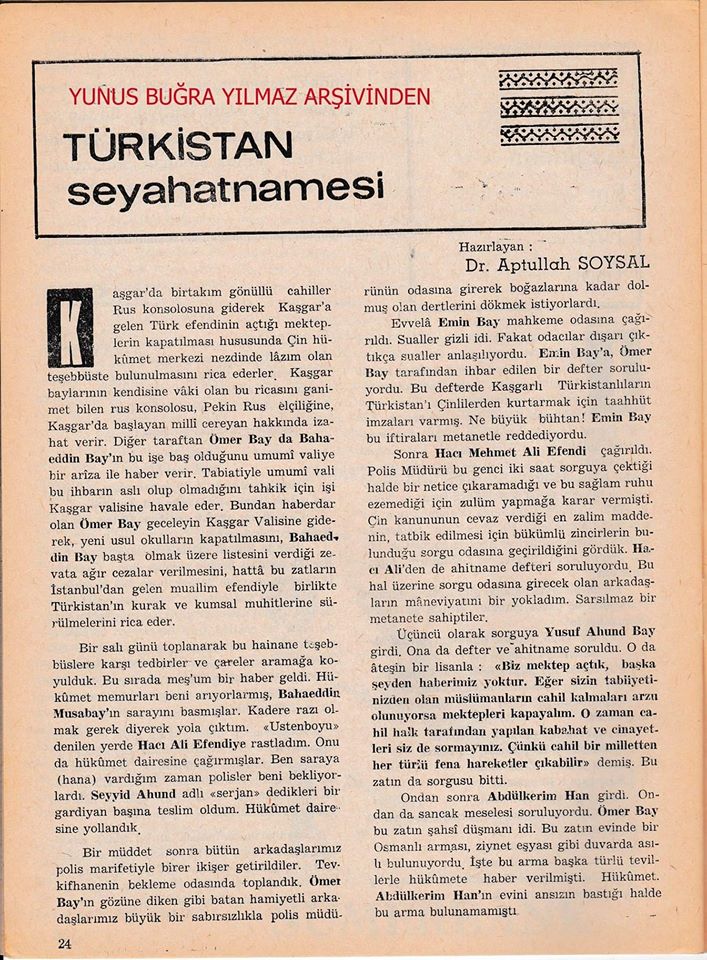 YUNUS BUĞRA YILMAZ ARŞİVİNDEN
TÜRKİSTAN
seyahatnamesi
Hazırlayan :
Dr. Aptullah SOYSAL
Kaşgar'da birtakım gönüllü cahiller
Rus konsolosuna giderek Kaşgar'a
gelen Türk efendinin açtığı mektep-
lerin kapatılması hususunda Çin hü-
kûmet merkezi nezdinde lâzım olan
teşebbüste bulunulmasını rica ederler. Kaşgar
baylarının kendisine vâki olan bu ricasını gani-
met bilen rus konsolosu, Pekin Rus elçiliğine,
Kaşgar'da başlayan millî cereyan hakkında iza-
hat verir. Diğer taraftan Ömer Bay da Baha-
eddin Bay'ın bu işe baş olduğunu umumî valiye
bir arîza ile haber verir. Tabiatiyle umumî vali
bu ihbarın aslı olup olmadığını tahkik için işi
Kaşgar valisine havale eder. Bundan haberdar
olan Ömer Bay geceleyin Kaşgar Valisine gide-
rek, yeni usul okulların kapatılmasını, Bahaed-
din Bay başta olmak üzere listesini verdiği ze-
vata ağır cezalar verilmesini, hattâ bu zatların
İstanbul'dan gelen muallim efendiyle birlikte
Türkistan'ın kurak ve kumsal muhitlerine sü-
rülmelerini rica eder.
Bir salı günü toplanarak bu hainane teşeb-
büslere karşı tedbirler ve çareler aramağa ko-
yulduk. Bu sırada meş'um bir haber geldi. Hü-
kûmet memurları beni arıyorlarmış, Bahaeddin
Musabay'ın sarayını basmışlar. Kadere razı ol-
mak gerek diyerek yola çıktım. «Ustenboyu»
denilen yerde Hacı Ali Efendiye rastladım. Onu
da hükûmet dairesine çağırmışlar. Ben saraya
(hana) vardığım zaman polisler beni bekliyor-
lardı. Seyyid Ahund adlı «serjan» dedikleri bir
gardiyan başına teslim oldum. Hükûmet daire-
sine yollandık.
Bir müddet sonra bütün arkadaşlarımız
polis marifetiyle birer ikişer getirildiler. Tev-
kifhanenin bekleme odasında toplandık. Ömer
Bay'ın gözüne diken gibi batan hamiyetli arka-
daşlarımız büyük bir sabırsızlıkla polis müdü-
rünün odasına girerek boğazlarına kadar dol-
muş olan dertlerini dökmek istiyorlardı.
Evvelâ Emin Bay mahkeme odasına çağı-
rıldı. Sualler gizli idi. Fakat odacılar dışarı çık-
tıkça sualler anlaşılıyordu. Emin Bay'a, Ömer
Bay tarafından ihbar edilen bir defter sorulu-
yordu. Bu defterde Kaşgarlı Türkistanlıların
Türkistan'ı Çinlilerden kurtarmak için taahhüt
imzaları varmış. Ne büyük bühtan! Emin Bay
bu iftiraları metanetle reddediyordu.
Sonra Hacı Mehmet Ali Efendi çağırıldı.
Polis Müdürü bu genci iki saat sorguya çektiği
halde bir netice çıkaramadığı ve bu sağlam ruhu
ezemediği için zulüm yapmağa karar vermişti.
Çin kanununun cevaz verdiği en zalim madde-
nin, tatbik edilmesi için bükümlü zincirlerin bu-
lunduğu sorgu odasına geçirildiğini gördük. Ha-
cı Ali'den de ahitname defteri soruluyordu. Bu
hal üzerine sorgu odasına girecek olan arkadaş-
ların mâneviyatını bir yokladım. Sarsılmaz bir
metanete sahiptiler.
Üçüncü olarak sorguya Yusuf Ahund Bay
girdi. Ona da defter ve ahitname soruldu. O da
âteşin bir lisanla : «Biz mektep açtık, başka
şeyden haberimiz yoktur. Eğer sizin tabiiyeti-
nizden olan müslümanların cahil kalmaları arzu
olunuyorsa mektepleri kapayalım. O zaman ca-
hil halk tarafından yapılan kabahat ve cinayet-
leri siz de sormayınız. Çünkü cahil bir milletten
her türlü fena hareketler çıkabilir» demiş. Bu
zatın da sorgusu bitti.
Ondan sonra Abdülkerim Han girdi. On-
dan da sancak meselesi soruluyordu. Ömer Bay
bu zatın şahsî düşmanı idi. Bu zatın evinde bir
Osmanlı arması, ziynet eşyası gibi duvarda ası-
lı bulunuyordu. İşte bu arma başka türlü tevil-
lerle hükûmete haber verilmişti. Hükûmet.
Abdülkerim Han'ın evini ansızın bastığı halde
bu arma bulunamamıştı
24